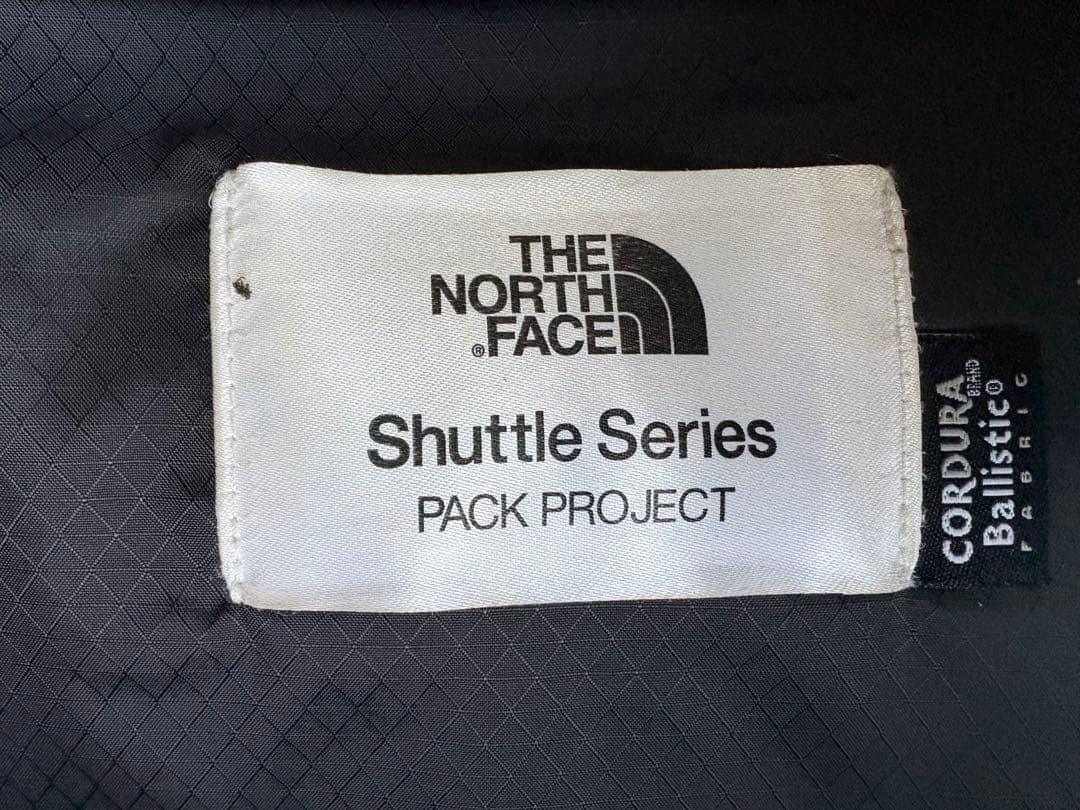 THE
NORTH
®FACE
Shuttle Series
PACK PROJECT
CORDURA BRAND
Ballistic®
FABRIC